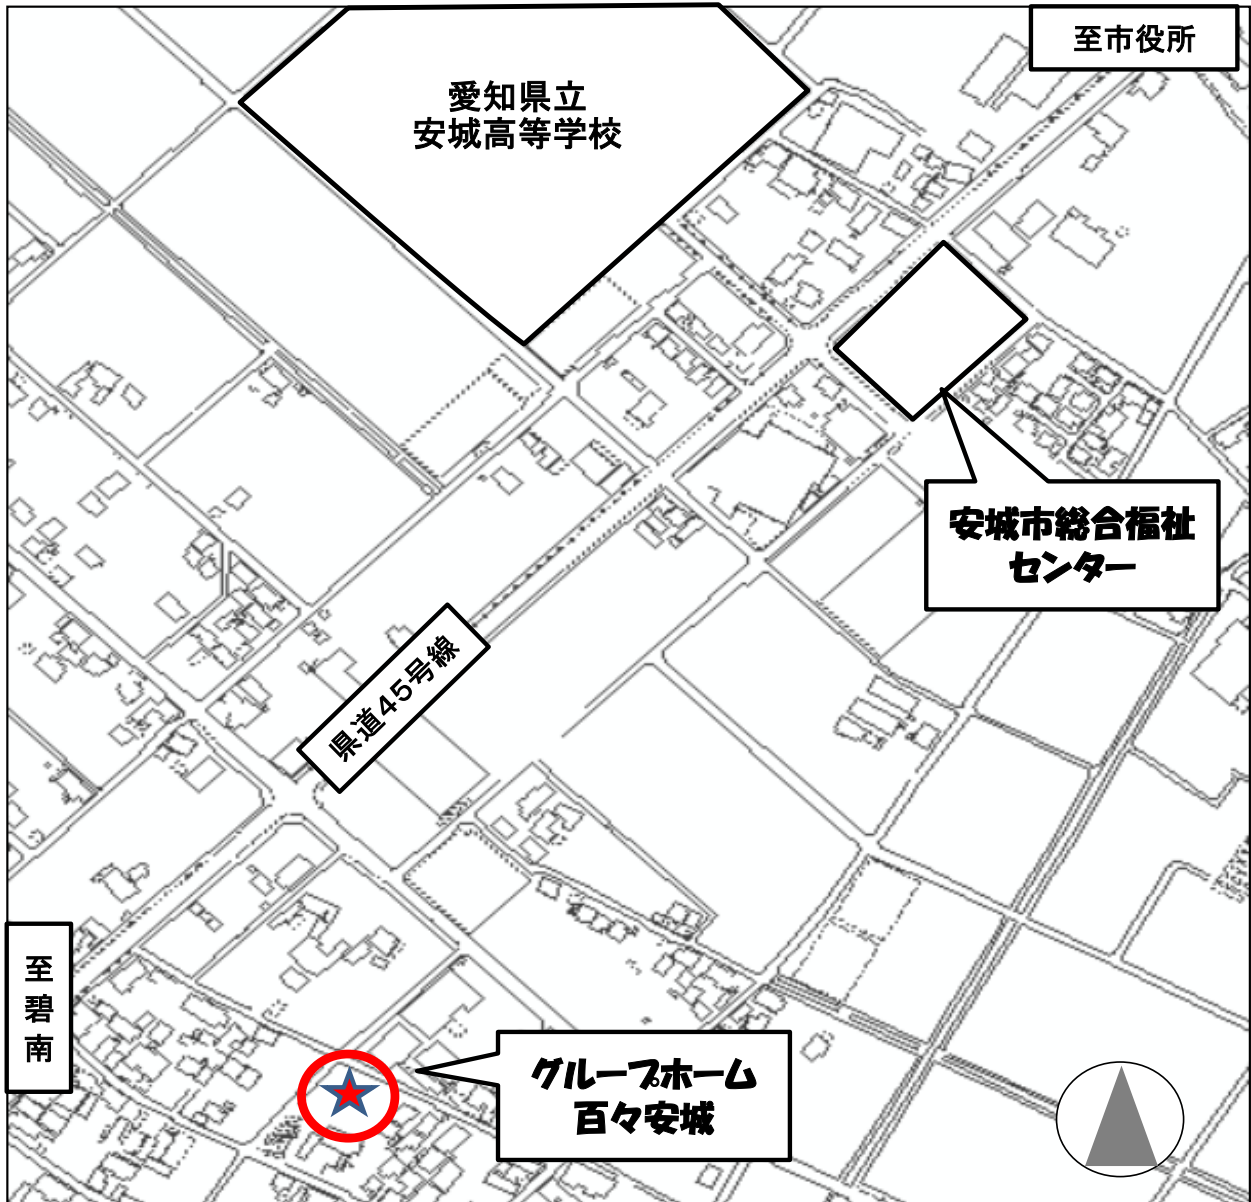 至市役所
愛知県立
安城高等学校
安城市総合福祉
センター
県道45号線
至碧南
グループホーム
百々安城